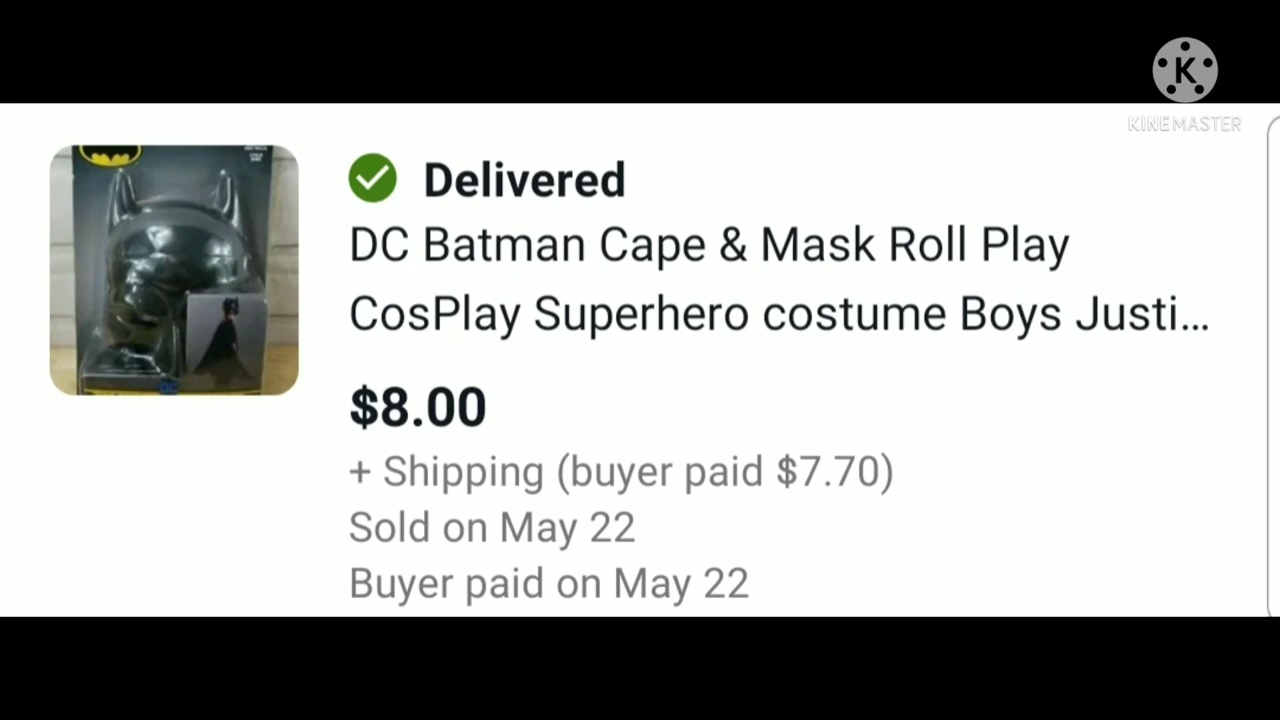 K
KINEMASTER
Delivered
DC Batman Cape & Mask Roll Play
CosPlay Superhero costume Boys Justi...
$8.00
+ Shipping (buyer paid $7.70)
Sold on May 22
Buyer paid on May 22